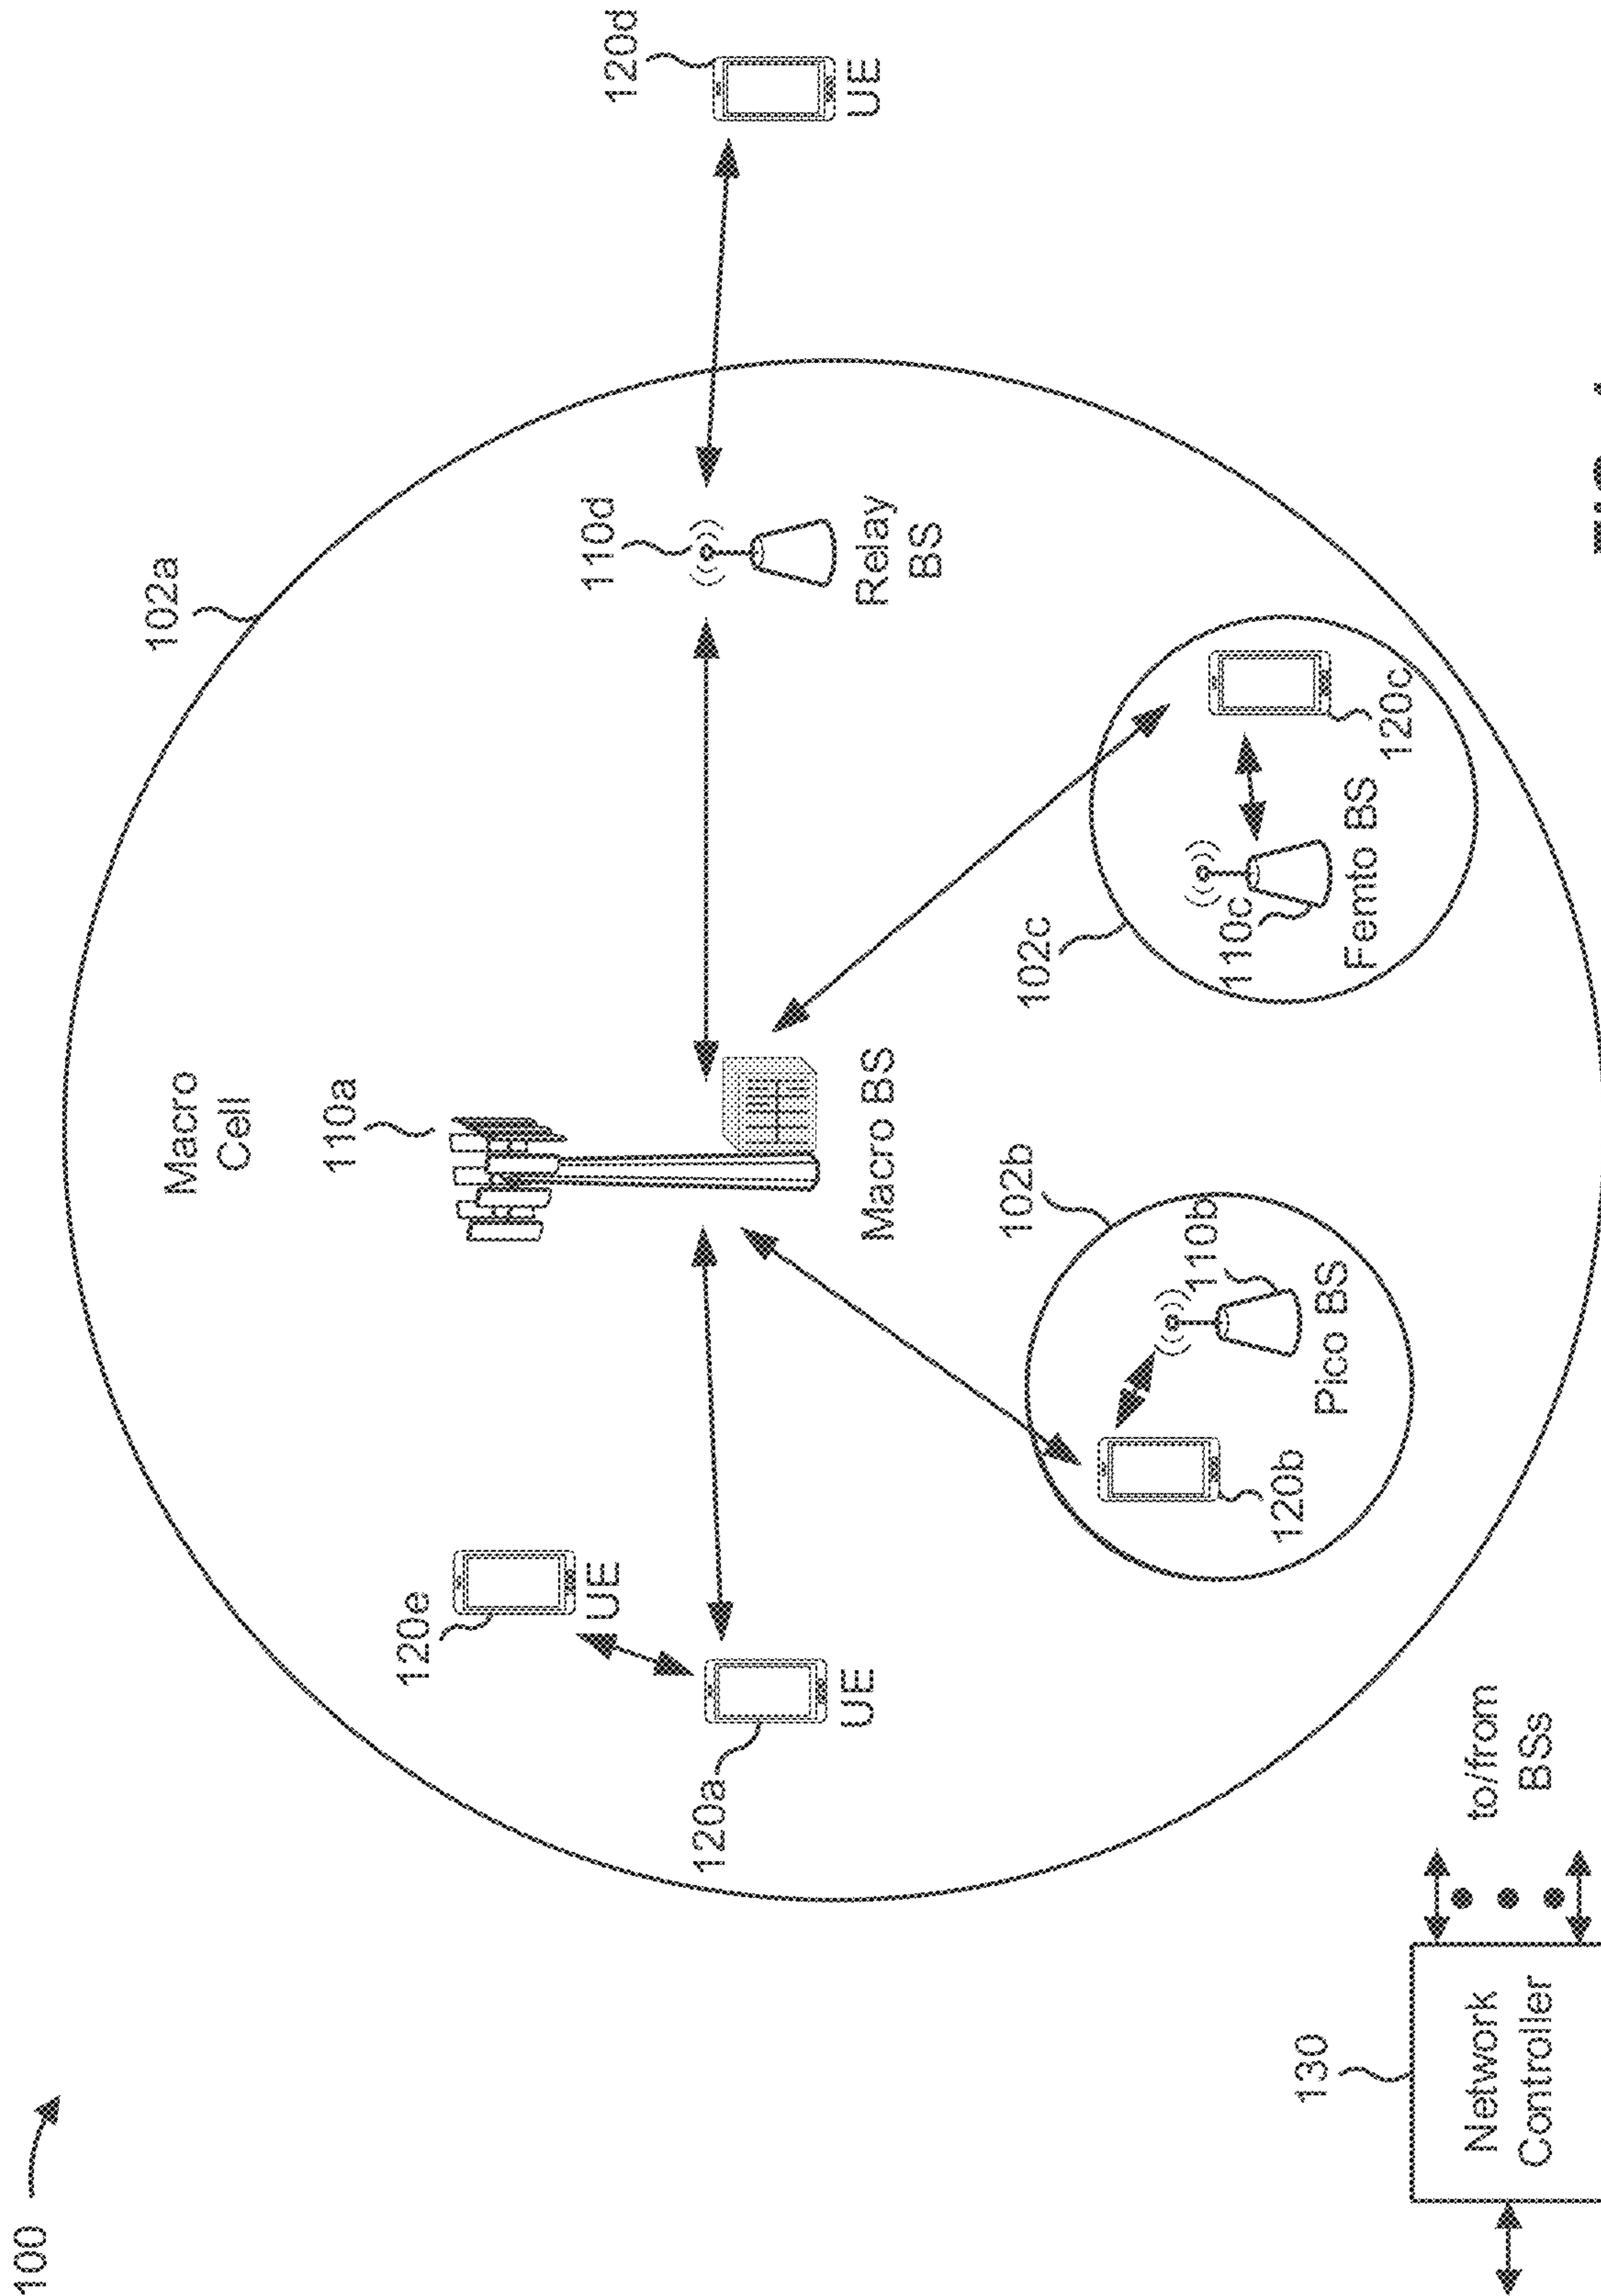 100
102a
Macro
Cell
110a
120e
UE
110d
120d
UE
120a
UE
Macro BS
Relay
BS
102b
102c
110b
110c
120b
Pico BS
Femto BS
120c
130
Network
Controller
to/from
BSs